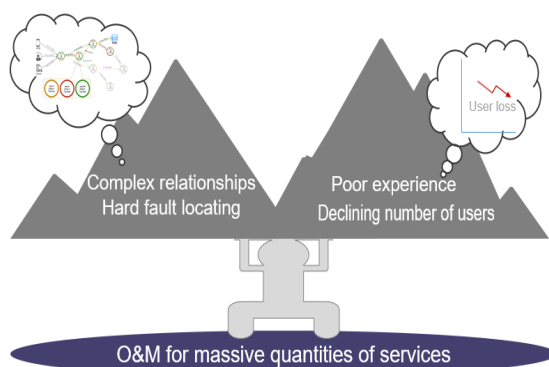 User loss
Complex relationships
Hard fault locating
Poor experience
Declining number of users
O&M for massive quantities of services